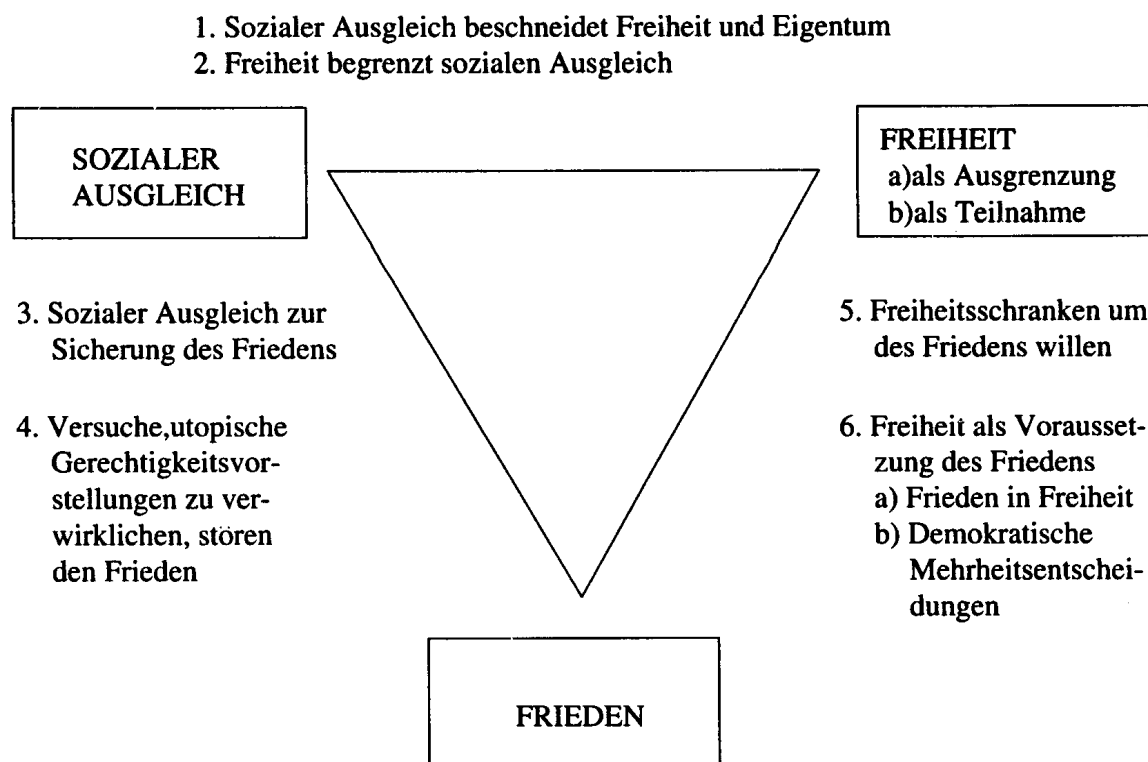 1. Sozialer Ausgleich beschneidet Freiheit und Eigentum
2. Freiheit begrenzt sozialen Ausgleich
SOZIALER
AUSGLEICH
FREIHEIT
a)als Ausgrenzung
b)als Teilnahme
3. Sozialer Ausgleich zur
Sicherung des Friedens
4. Versuche,utopische
Gerechtigkeitsvor-
stellungen zu ver-
wirklichen, stören
den Frieden
5. Freiheitsschranken um
des Friedens willen
6. Freiheit als Vorausset-
zung des Friedens
a) Frieden in Freiheit
b) Demokratische
Mehrheitsentschei-
dungen
FRIEDEN